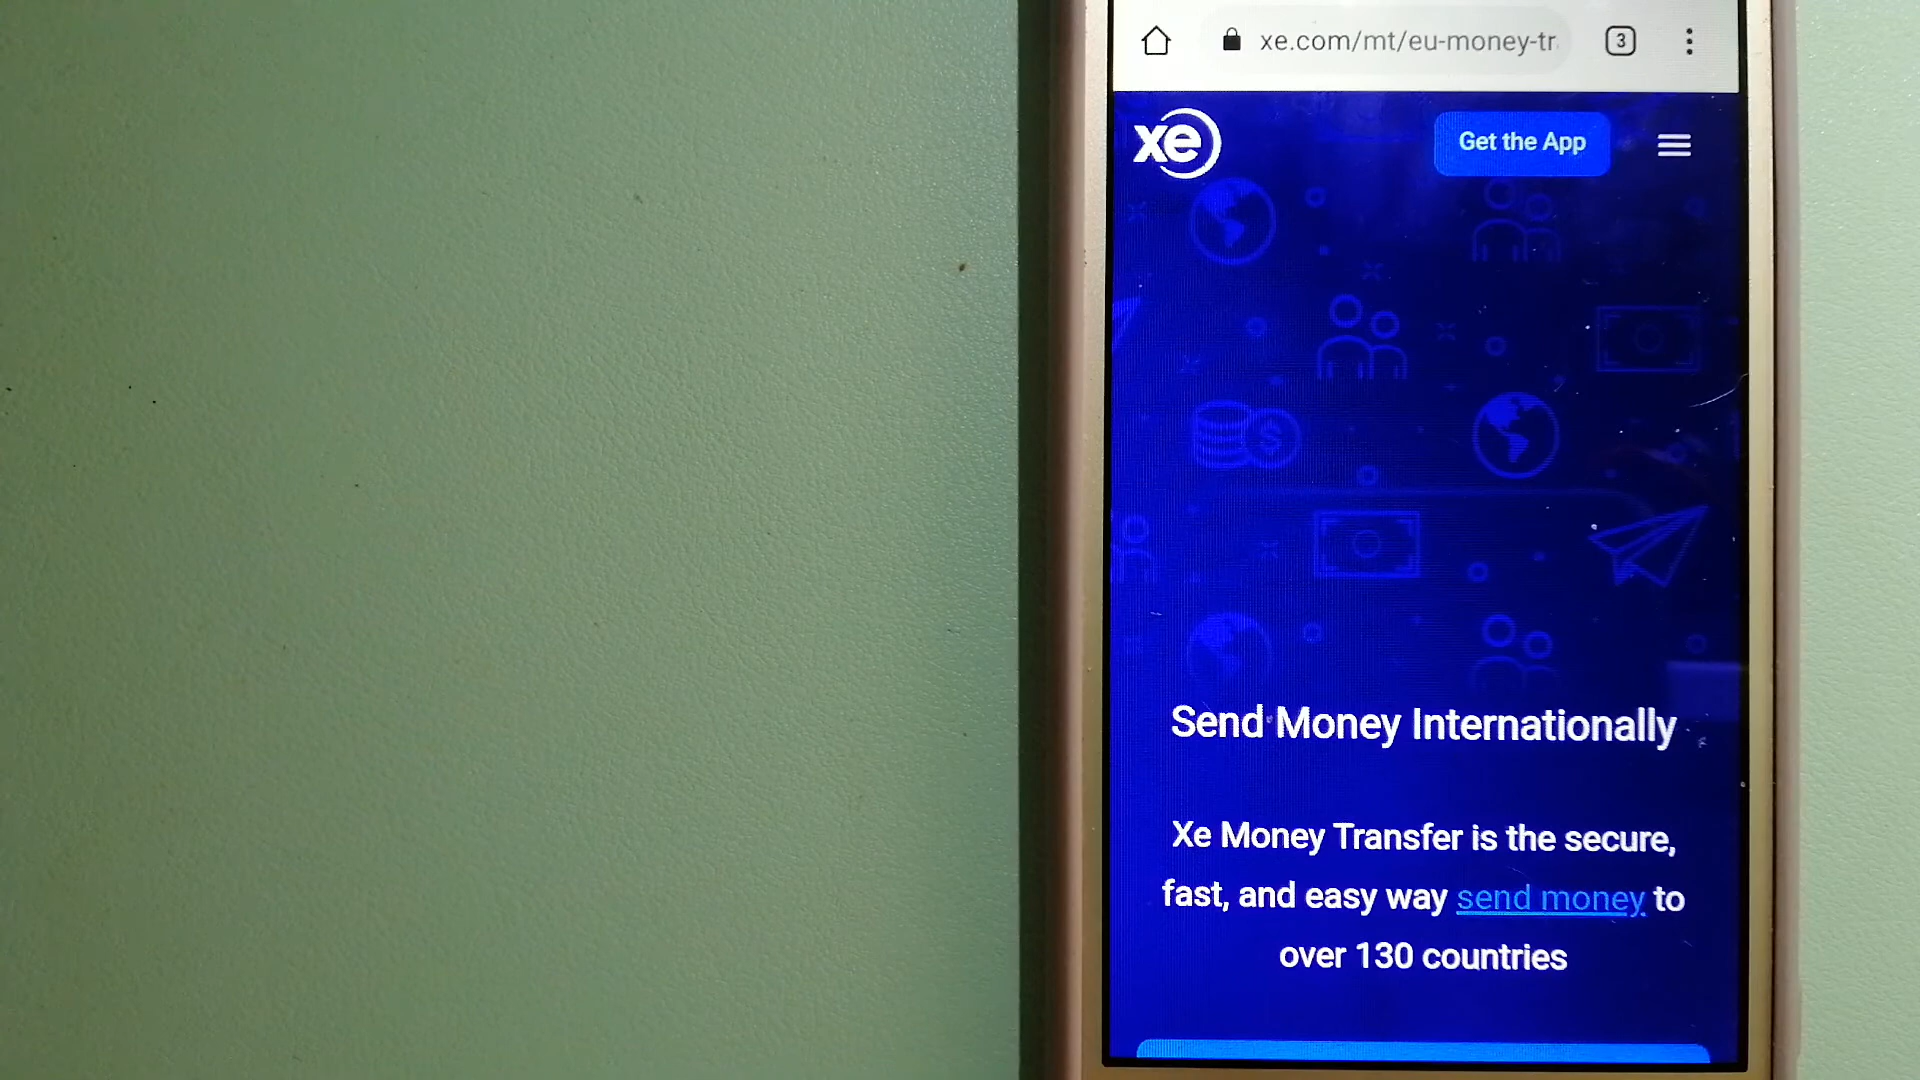 xe.com/mt/eu-money-tr
3
xe
Get the App
Send Money Internationally
Xe Money Transfer is the secure,
fast, and easy way send money to
over 130 countries